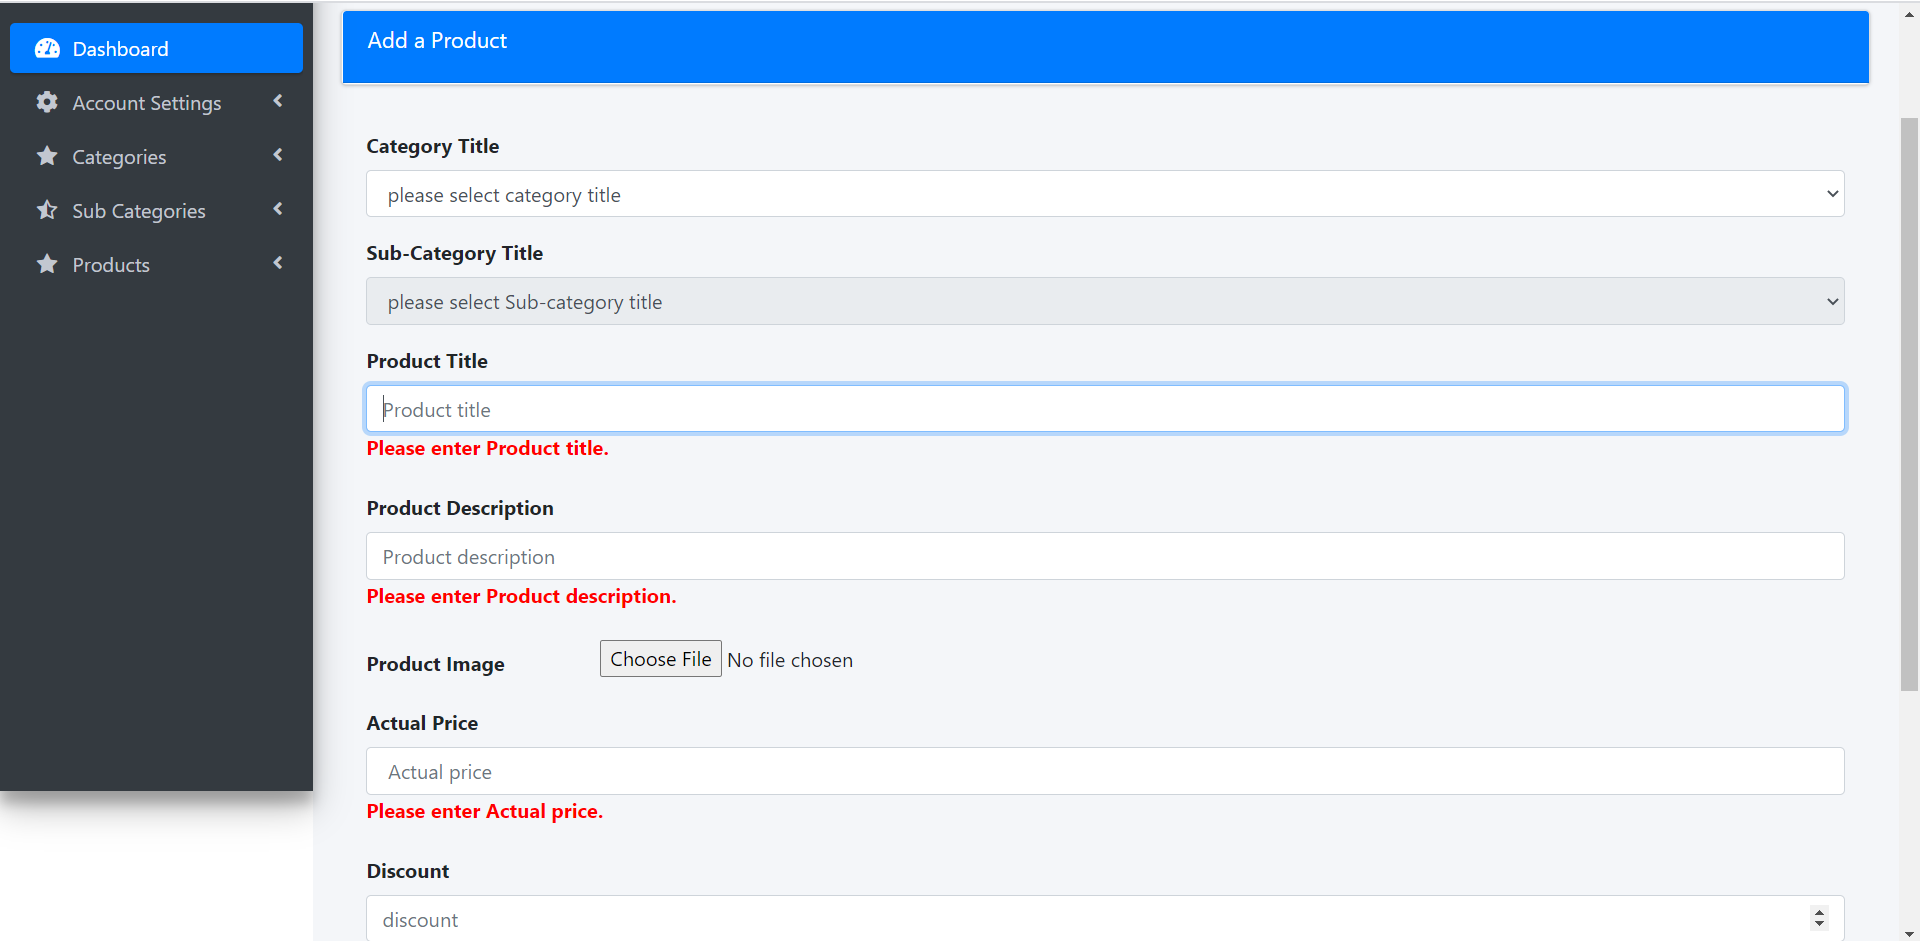 Dashboard
Account Settings
Categories
Sub Categories
Products
Add a Product
Category Title
please select category title
Sub-Category Title
please select Sub-category title
Product Title
Product title
Please enter Product title.
Product Description
Product description
Please enter Product description.
Product Image
Choose File No file chosen
Actual Price
Actual price
Please enter Actual price.
Discount
discount